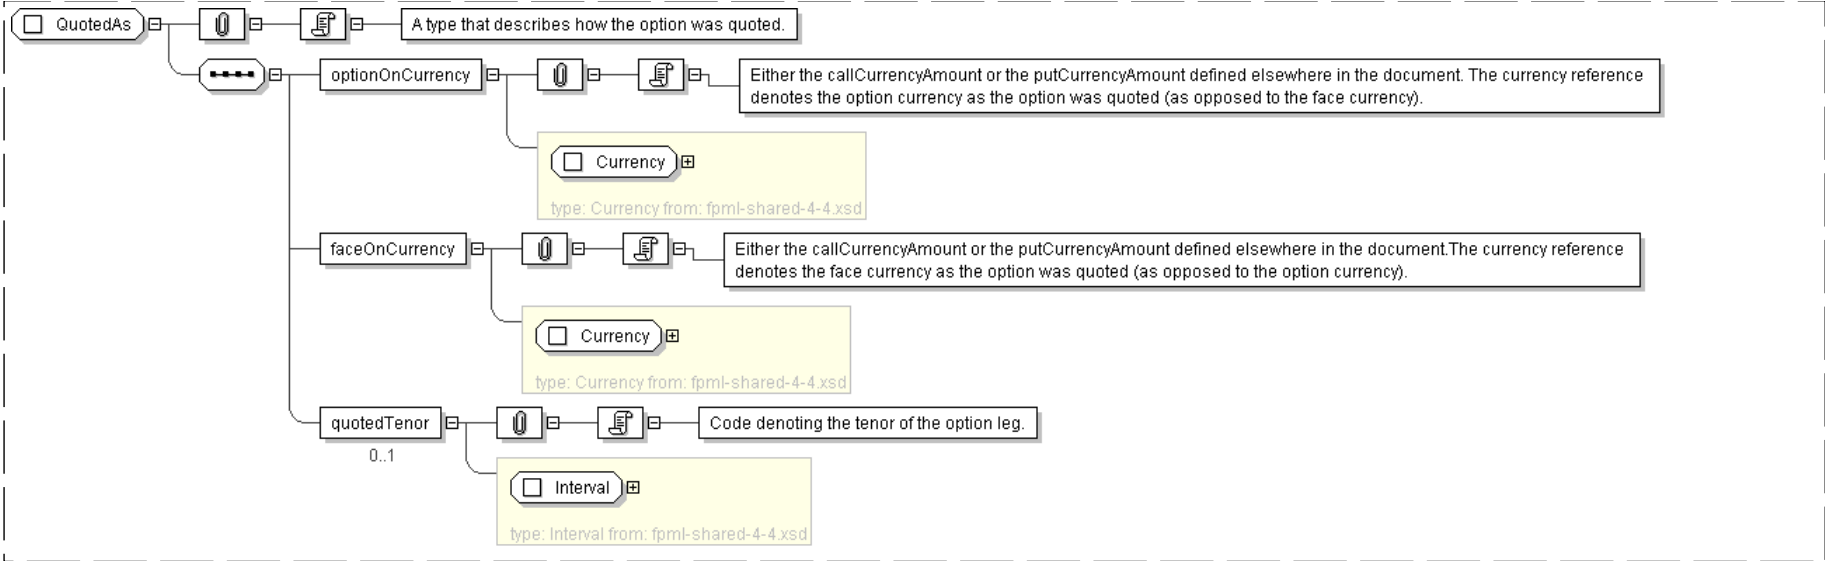 QuotedAs
A type that describes how the option was quoted.
optionOnCurrency
Either the callCurrencyAmount or the putCurrencyAmount defined elsewhere in the document. The currency reference
denotes the option currency as the option was quoted (as opposed to the face currency).
Currency
type: Currency from: fpml-shared-4-4.xsd
faceOnCurrency
Either the callCurrencyAmount or the putCurrencyAmount defined elsewhere in the document.The currency reference
denotes the face currency as the option was quoted (as opposed to the option currency).
Currency
type: Currency from: fpml-shared-4-4.xsd
quotedTenor
Code denoting the tenor of the option leg.
0..1
Interval
type: Interval from: fpml-shared-4-4.xsd